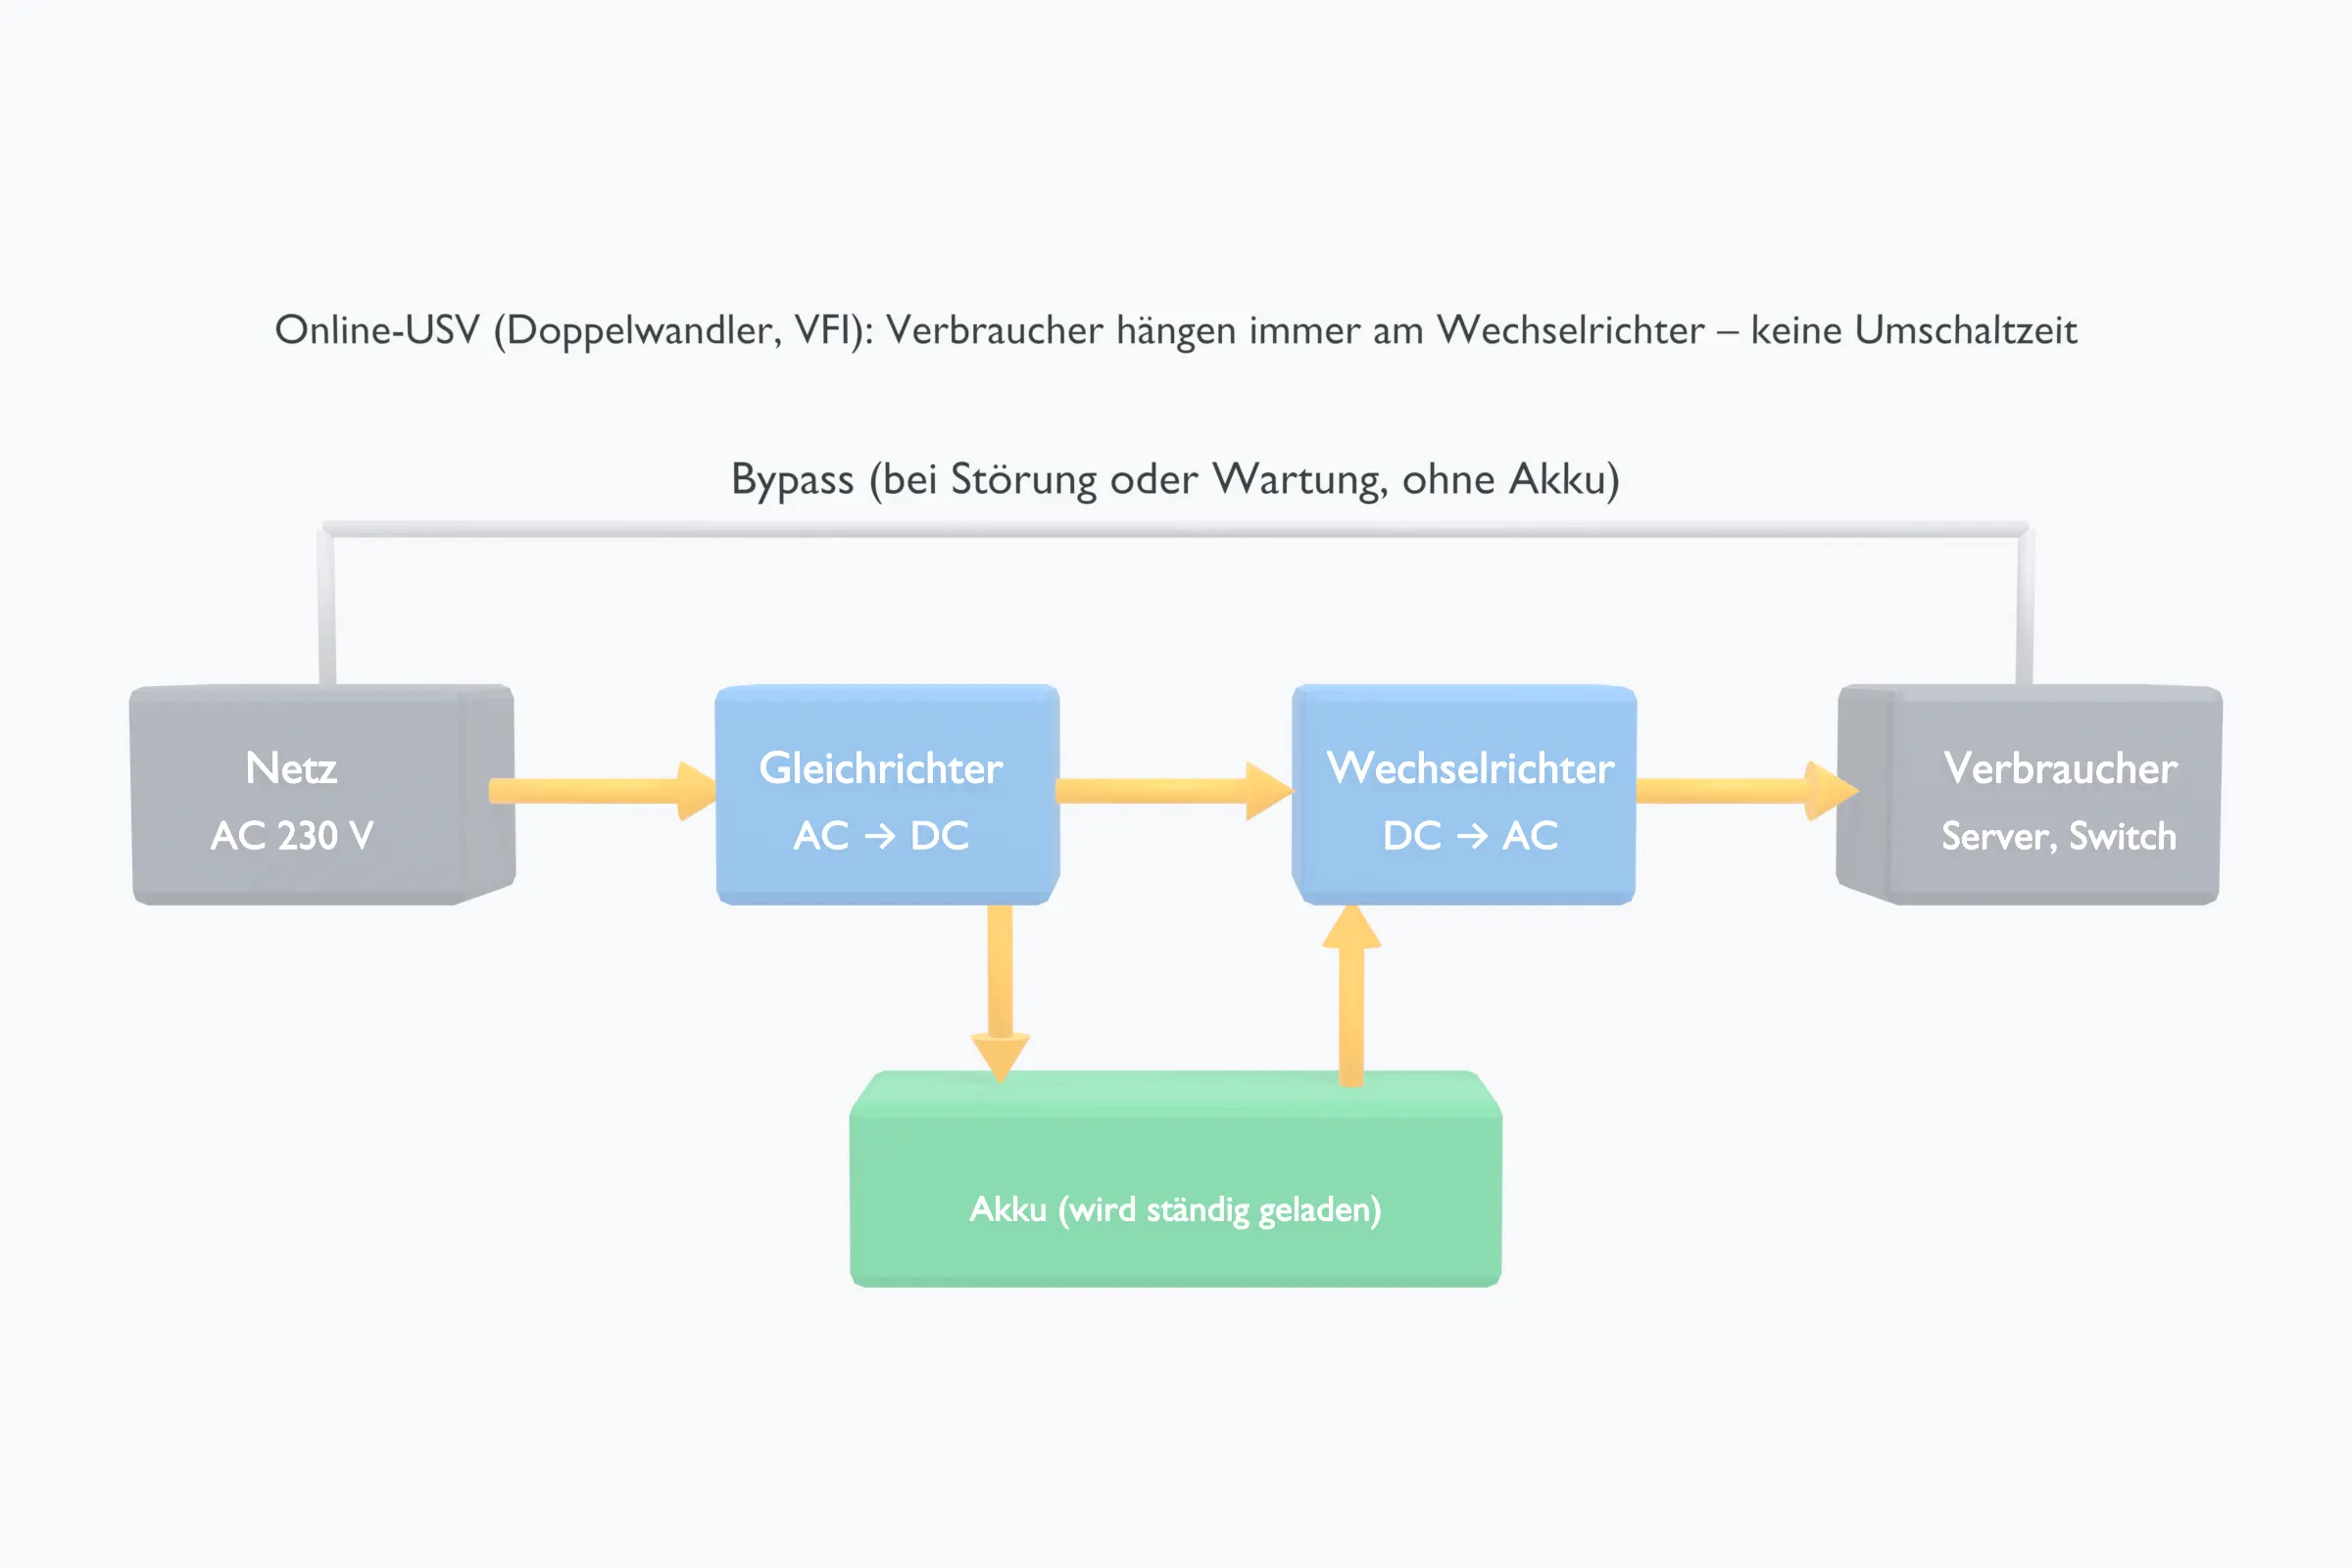 Online-USV (Doppelwandler, VFI): Verbraucher hängen immer am Wechselrichter – keine Umschaltzeit
Bypass (bei Störung oder Wartung, ohne Akku)
Netz
AC 230 V
Gleichrichter
AC → DC
Wechselrichter
DC → AC
Verbraucher
Server, Switch
Akku (wird ständig geladen)